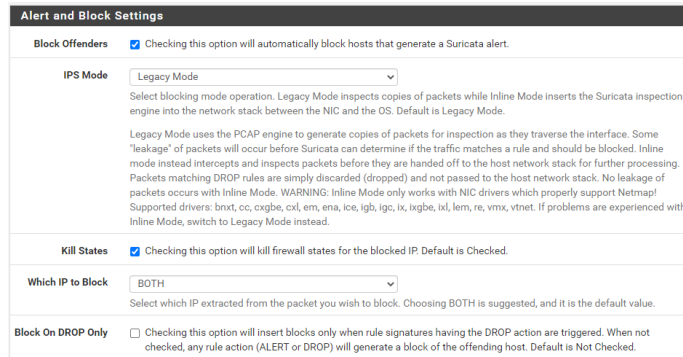 Alert and Block Settings
Block Offenders
Checking this option will automatically block hosts that generate a Suricata alert.
IPS Mode
Legacy Mode
Select blocking mode operation. Legacy Mode inspects copies of packets while Inline Mode inserts the Suricata inspection
engine into the network stack between the NIC and the OS. Default is Legacy Mode.
Legacy Mode uses the PCAP engine to generate copies of packets for inspection as they traverse the interface. Some
"leakage" of packets will occur before Suricata can determine if the traffic matches a rule and should be blocked. Inline
mode instead intercepts and inspects packets before they are handed off to the host network stack for further processing.
Packets matching DROP rules are simply discarded (dropped) and not passed to the host network stack. No leakage of
packets occurs with Inline Mode. WARNING: Inline Mode only works with NIC drivers which properly support Netmap!
Supported drivers: bnxt, cc, cxgbe, cxl, em, ena, ice, igb, igc, ix, ixgbe, ixl, lem, re, vmx, vtnet. If problems are experienced with
Inline Mode, switch to Legacy Mode instead.
Kill States
Checking this option will kill firewall states for the blocked IP. Default is Checked.
Which IP to Block
BOTH
Select which IP extracted from the packet you wish to block. Choosing BOTH is suggested, and it is the default value.
Block On DROP Only
Checking this option will insert blocks only when rule signatures having the DROP action are triggered. When not
checked, any rule action (ALERT or DROP) will generate a block of the offending host. Default is Not Checked.